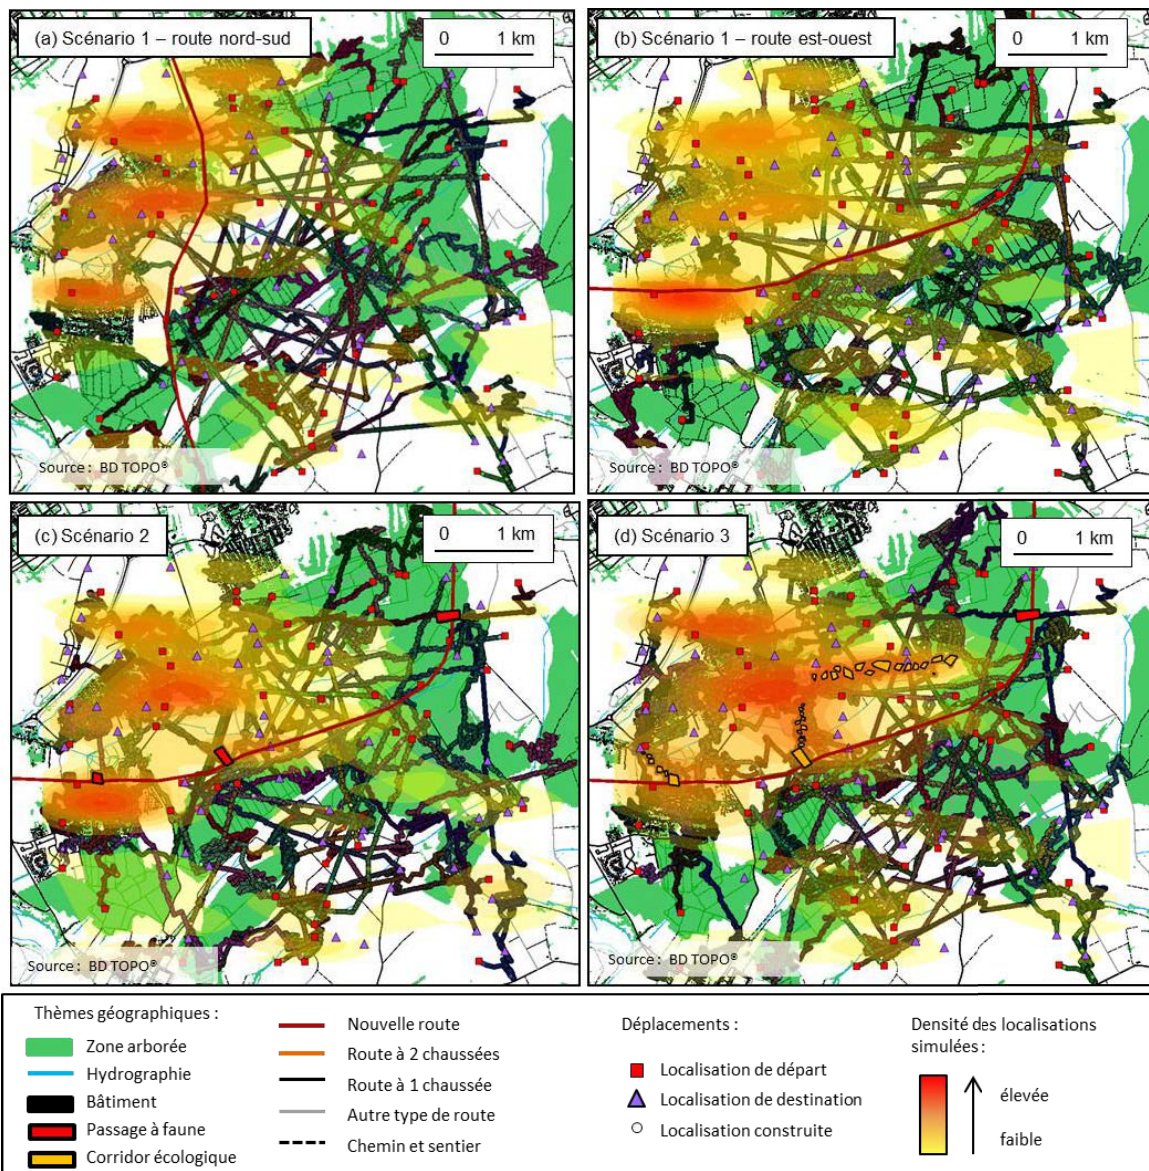 (a) Scénario 1 – route nord-sud
0 1 km
Source : BD TOPO®
(b) Scénario 1 – route est-ouest
0 1 km
Source : BD TOPO®
(c) Scénario 2
0 1 km
Source : BD TOPO®
(d) Scénario 3
0 1 km
Source : BD TOPO®
Thèmes géographiques :
Zone arborée
Hydrographie
Bâtiment
Passage à faune
Corridor écologique
Nouvelle route
Route à 2 chaussées
Route à 1 chaussée
Autre type de route
Chemin et sentier
Déplacements :
Localisation de départ
Localisation de destination
Localisation construite
Densité des localisations
simulées :
élevée
faible